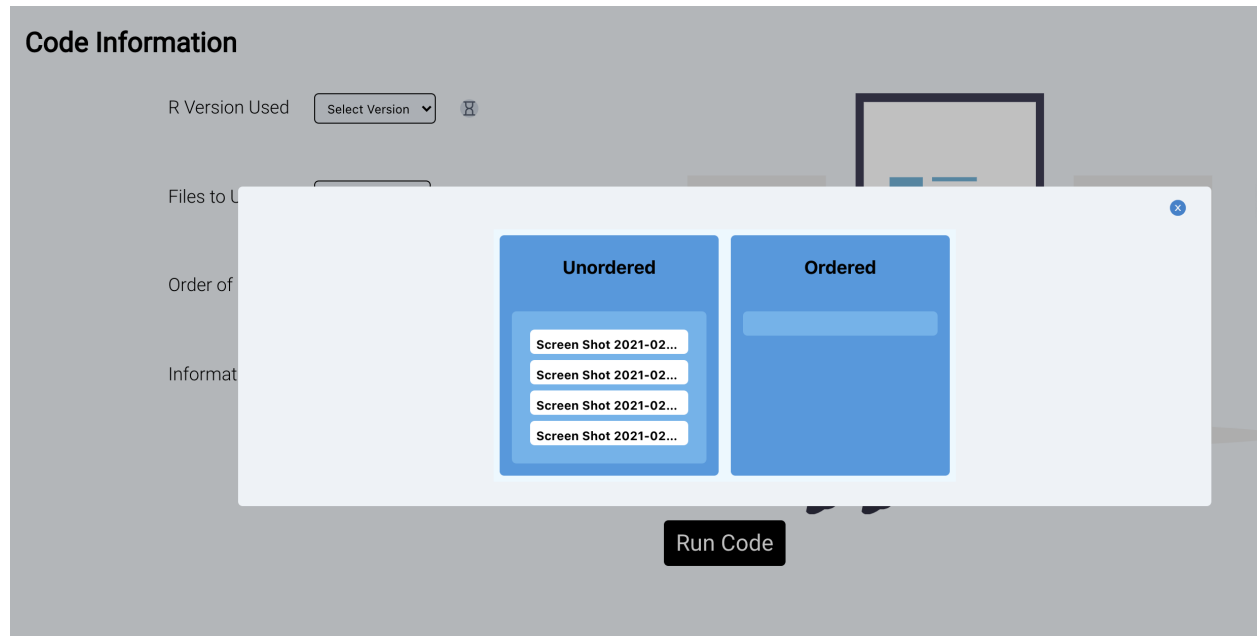 Code Information
R Version Used
Select Version
Files to U
x
Unordered
Ordered
Order of
Screen Shot 2021-02...
Screen Shot 2021-02...
Informat
Screen Shot 2021-02...
Screen Shot 2021-02...
Run Code